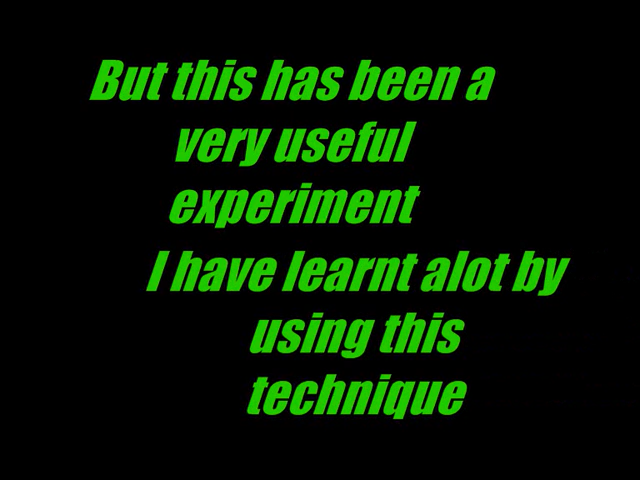 But this has been a
very useful
experiment
I have learnt alot by
using this
technique